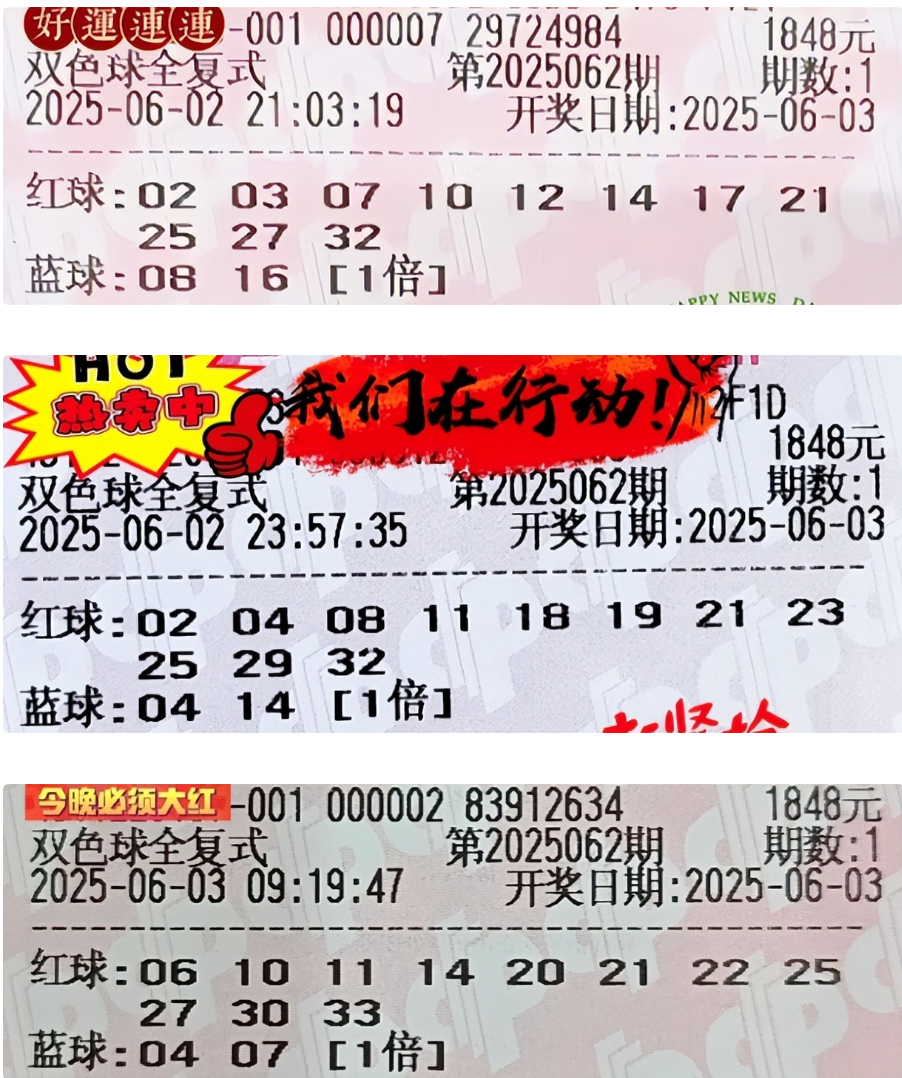 好運連連-001 000007 29724984 1848元
双色球全复式 第2025062期 期数:1
2025-06-02 21:03:19 开奖日期:2025-06-03
红球:02 03 07 10 12 14 17 21
25 27 32
蓝球:08 16 [1倍]
PPY NEWS
HOT
热卖中
我们在行动!
2F1D
1848元
双色球全复式 第2025062期 期数:1
2025-06-02 23:57:35 开奖日期:2025-06-03
红球:02 04 08 11 18 19 21 23
25 29 32
蓝球:04 14 [1倍]
今晚必须大红-001 000002 83912634 1848元
双色球全复式 第2025062期 期数:1
2025-06-03 09:19:47 开奖日期:2025-06-03
红球:06 10 11 14 20 21 22 25
27 30 33
蓝球:04 07 [1倍]